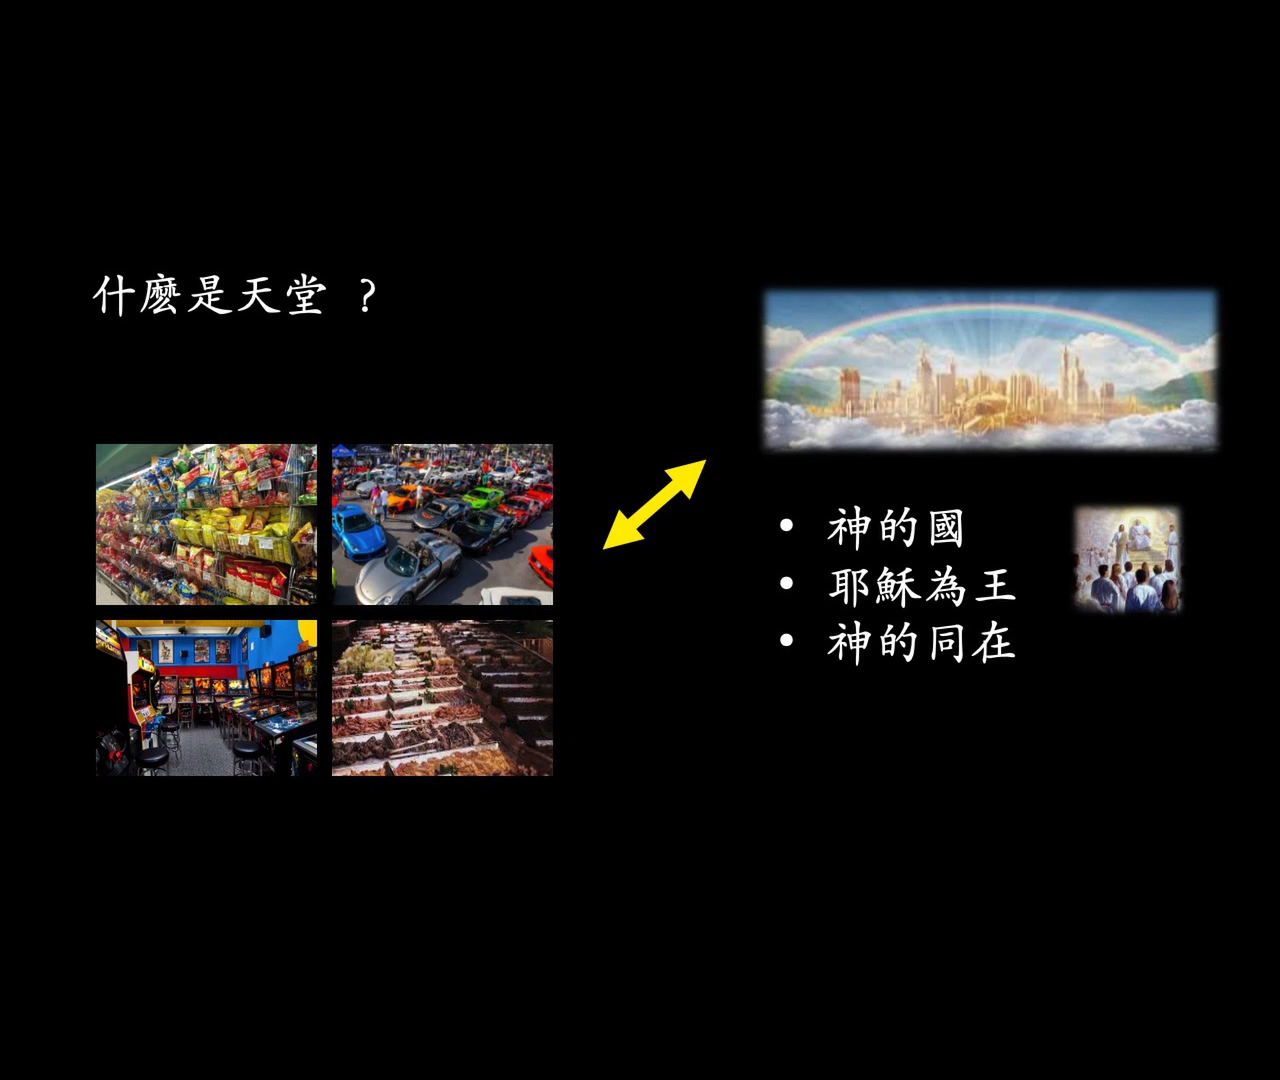 什麼是天堂 ？
• 神的國
• 耶穌為王
• 神的同在